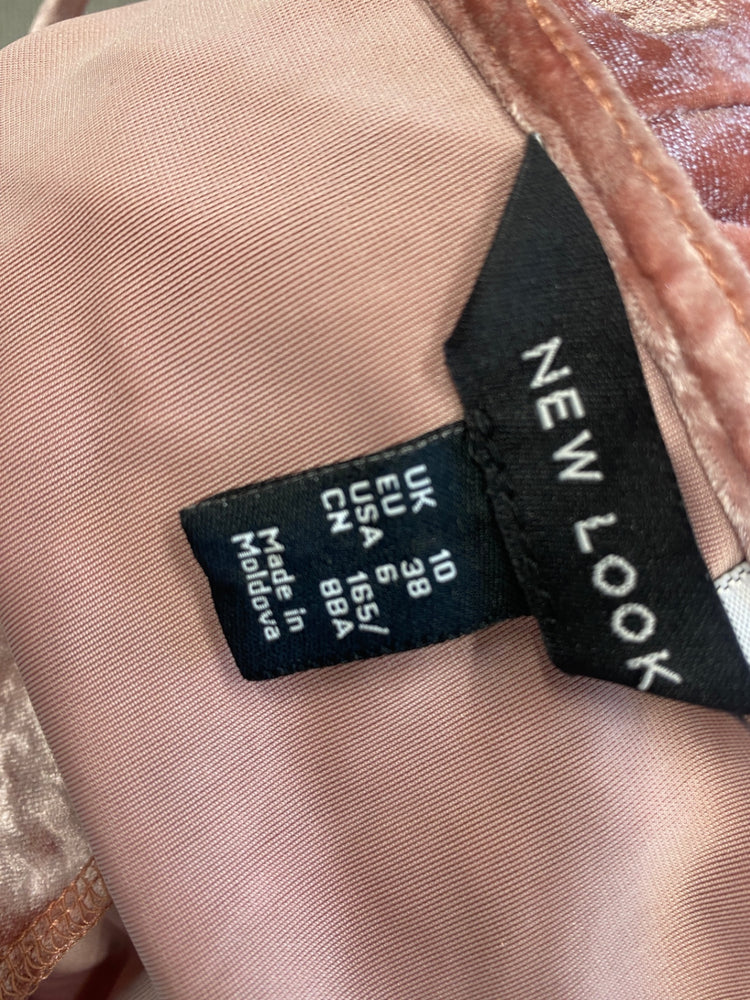 NEW LOOK
UK 10
EU 38
USA 6
CN 165/
88A
Made in
Moldova